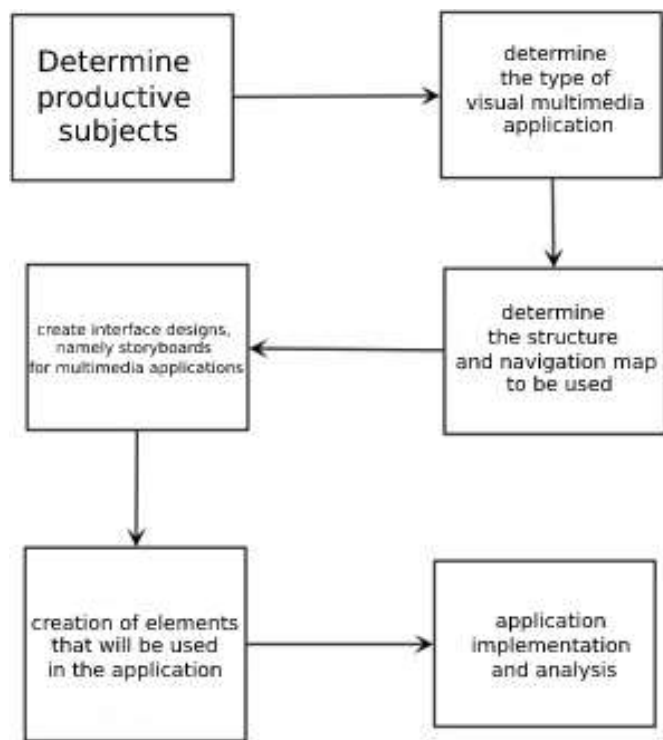 Determine
productive
subjects
determine
the type of
visual multimedia
application
determine
the structure
and navigation map
to be used
create interface designs,
namely storyboards
for multimedia applications
creation of elements
that will be used
in the application
application
implementation
and analysis